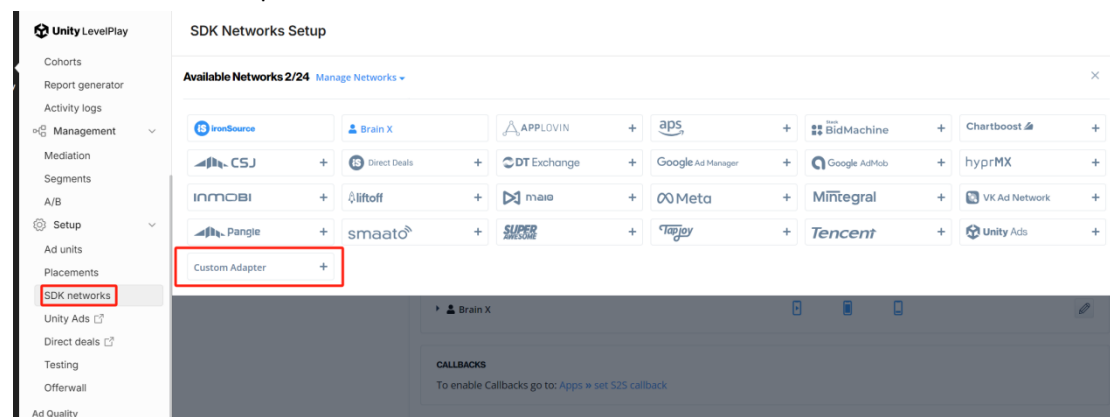 Unity LevelPlay
Cohorts
Report generator
Activity logs
Management
Mediation
Segments
A/B
Setup
Ad units
Placements
SDK networks
Unity Ads
Direct deals
Testing
Offerwall
Ad Quality
SDK Networks Setup
Available Networks 2/24 Manage Networks
iS ironSource
Brain X
APPLOVIN +
aps +
BidMachine +
Chartboost +
CSJ +
iS Direct Deals +
DT Exchange +
Google Ad Manager +
Google AdMob +
hyprMX +
INMOBI +
liftoff +
maio +
Meta +
Mintegral +
VK Ad Network +
Pangle +
smaato +
SUPER AWESOME +
Tapjoy +
Tencent +
Unity Ads +
Custom Adapter +
Brain X
CALLBACKS
To enable Callbacks go to: Apps » set S2S callback